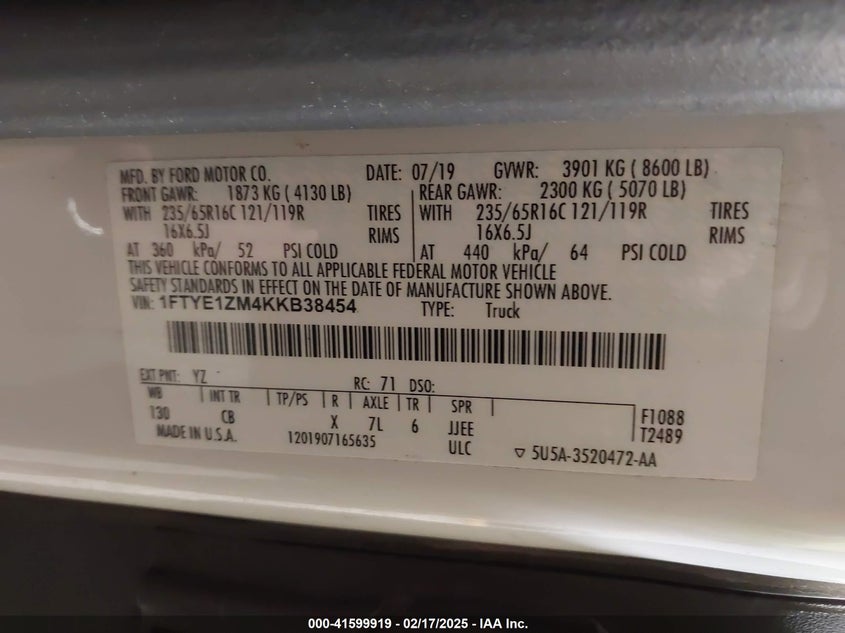 MFD. BY FORD MOTOR CO. DATE: 07/19 GVWR: 3901 KG ( 8600 LB)
FRONT GAWR: 1873 KG ( 4130 LB) REAR GAWR: 2300 KG ( 5070 LB)
WITH 235/65R16C 121/119R TIRES WITH 235/65R16C 121/119R TIRES
16X6.5J RIMS 16X6.5J RIMS
AT 360 kPa/ 52 PSI COLD AT 440 kPa/ 64 PSI COLD
THIS VEHICLE CONFORMS TO ALL APPLICABLE FEDERAL MOTOR VEHICLE
SAFETY STANDARDS IN EFFECT ON THE DATE OF MANUFACTURE SHOWN ABOVE.
VIN: 1FTYE1ZM4KKB38454 TYPE: Truck
EXT PNT: YZ RC: 71 DSO:
WB INT TR TP/PS R AXLE TR SPR
130 CB X 7L 6 JJEE F1088
MADE IN U.S.A. 1201907165635 ULC T2489
▽ 5U5A-3520472-AA
000-41599919 - 02/17/2025 - IAA Inc.